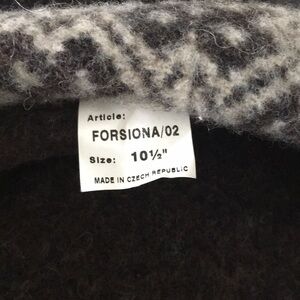 Article:
FORSIONA/02
Size: 10½"
MADE IN CZECH REPUBLIC